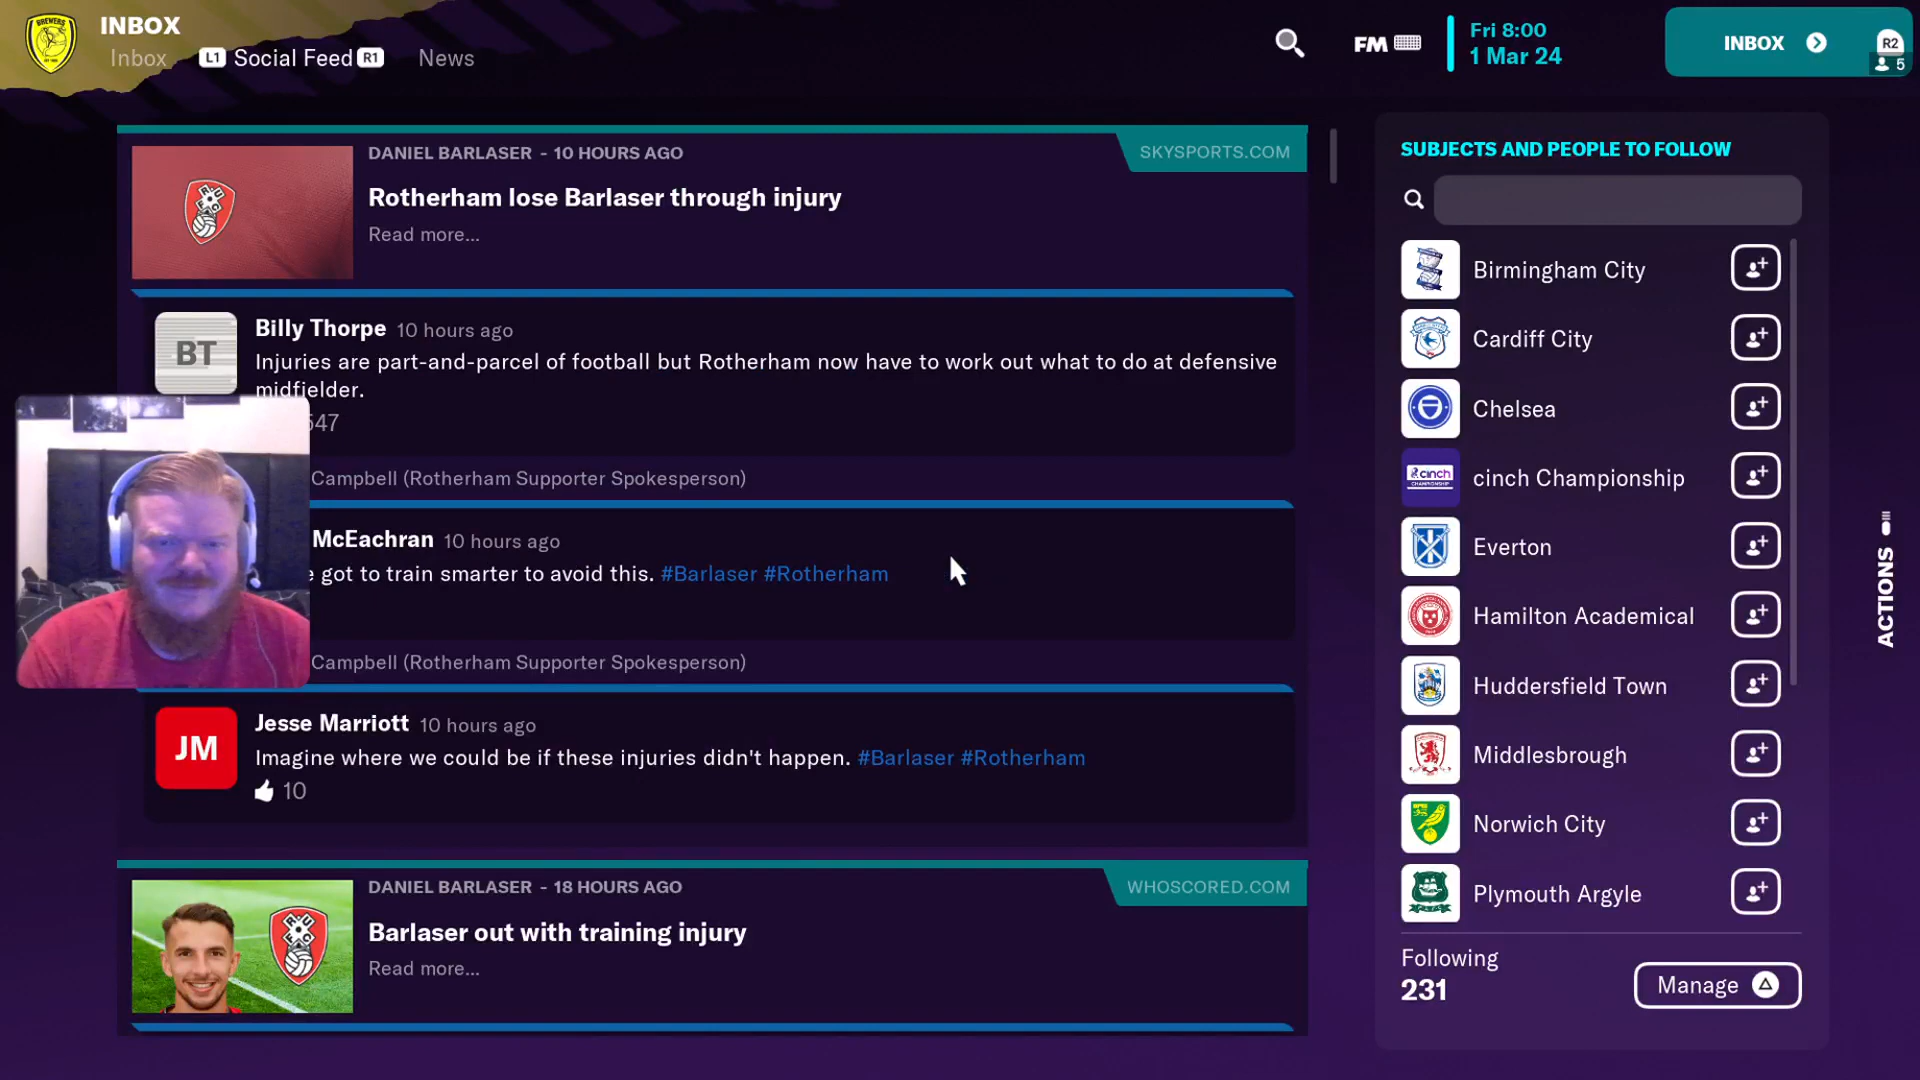 INBOX
Inbox L1 Social Feed R1 News
FM
Fri 8:00
1 Mar 24
INBOX
R2
5
DANIEL BARLASER - 10 HOURS AGO
SKYSPORTS.COM
Rotherham lose Barlaser through injury
Read more...
BT
Billy Thorpe 10 hours ago
Injuries are part-and-parcel of football but Rotherham now have to work out what to do at defensive
midfielder.
547
Campbell (Rotherham Supporter Spokesperson)
McEachran 10 hours ago
got to train smarter to avoid this. #Barlaser #Rotherham
Campbell (Rotherham Supporter Spokesperson)
JM
Jesse Marriott 10 hours ago
Imagine where we could be if these injuries didn't happen. #Barlaser #Rotherham
10
DANIEL BARLASER - 18 HOURS AGO
WHOSCORED.COM
Barlaser out with training injury
Read more...
SUBJECTS AND PEOPLE TO FOLLOW
Birmingham City
Cardiff City
Chelsea
cinch Championship
Everton
Hamilton Academical
Huddersfield Town
Middlesbrough
Norwich City
Plymouth Argyle
Following
231
Manage
ACTIONS
BREWERS
cinch
CHAMPIONSHIP